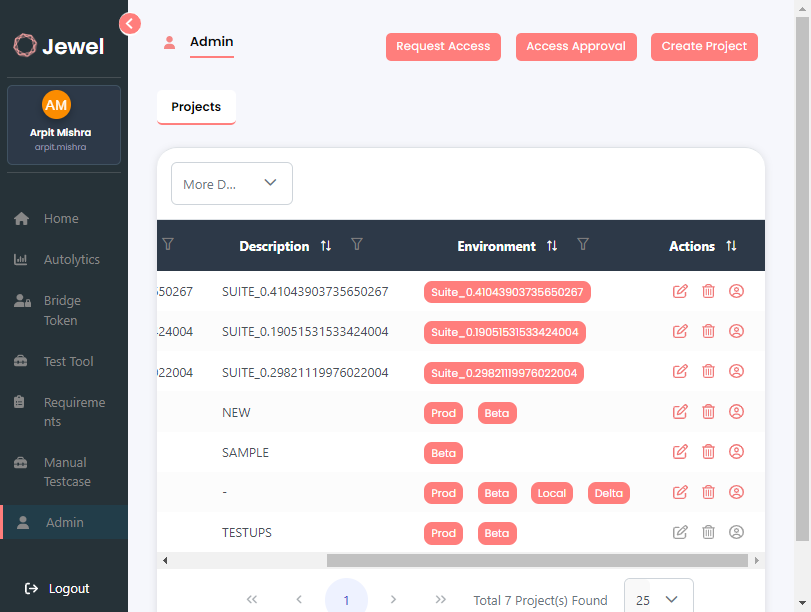 Jewel
AM
Arpit Mishra
arpit.mishra
Home
Autolytics
Bridge
Token
Test Tool
Requireme
nts
Manual
Testcase
Admin
Logout
Admin
Request Access
Access Approval
Create Project
Projects
More D...
Description Environment Actions
650267 SUITE_0.41043903735650267 Suite_0.41043903735650267
424004 SUITE_0.19051531533424004 Suite_0.19051531533424004
022004 SUITE_0.29821119976022004 Suite_0.29821119976022004
NEW Prod Beta
SAMPLE Beta
- Prod Beta Local Delta
TESTUPS Prod Beta
1 Total 7 Project(s) Found 25